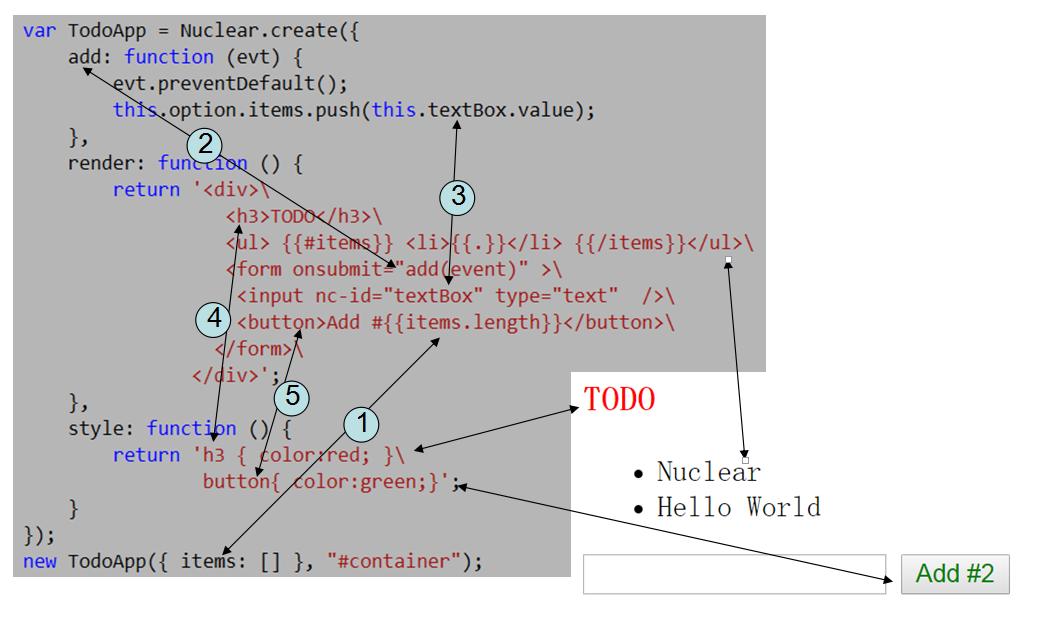 var TodoApp = Nuclear.create({
    add: function (evt) {
        evt.preventDefault();
        this.option.items.push(this.textBox.value);
    },
2
    render: function () {
        return '<div>\
3
                  <h3>TODO</h3>\
                  <ul> {{#items}} <li>{{.}}</li> {{/items}}</ul>\
                  <form onsubmit="add(event)" >\
                   <input nc-id="textBox" type="text"  />\
4
                   <button>Add #{{items.length}}</button>\
                 </form>\
               </div>';
5
    },
TODO
1
    style: function () {
        return 'h3 { color:red; }\
                button{ color:green;}';
    }
});
new TodoApp({ items: [] }, "#container");
• Nuclear
• Hello World
Add #2